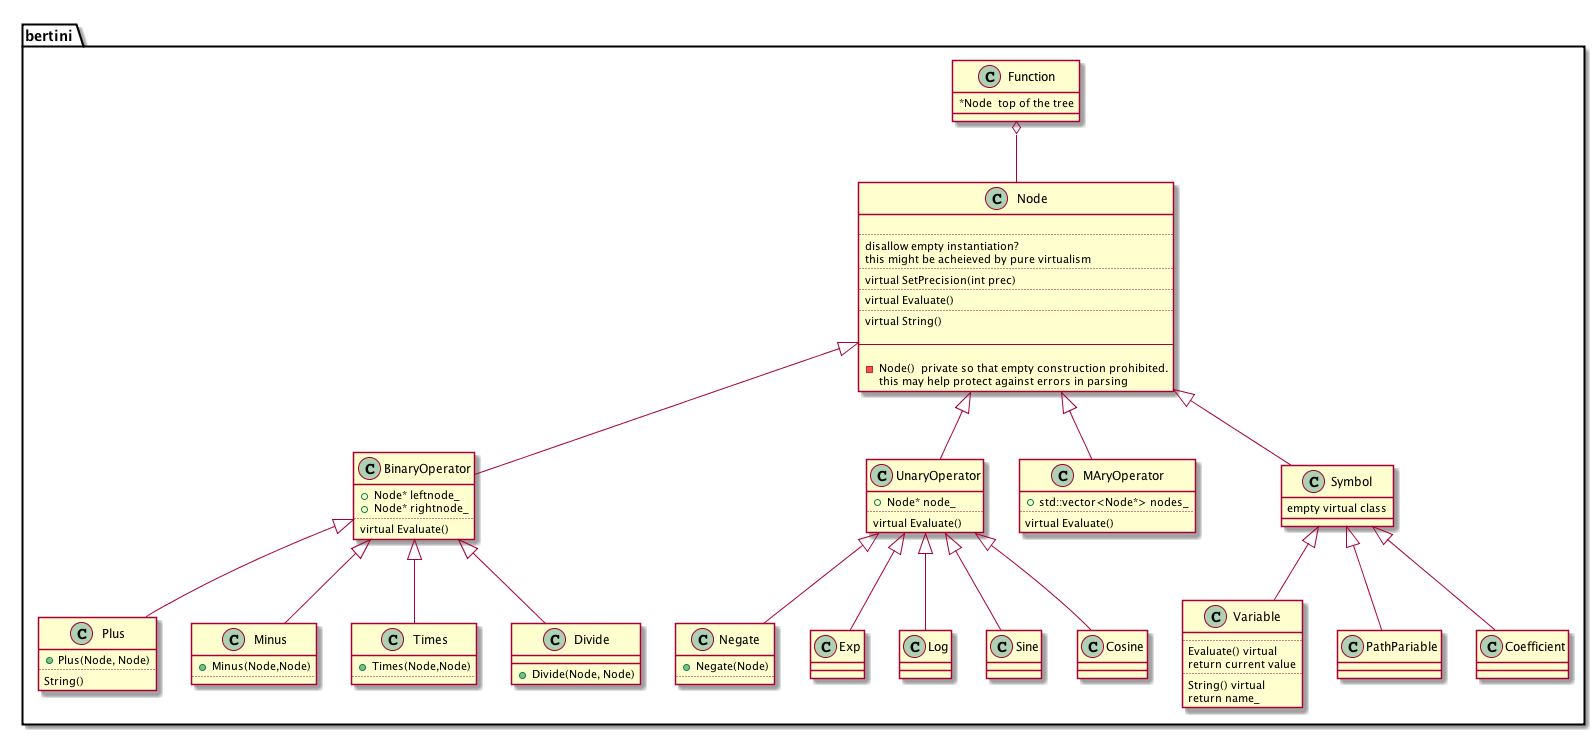 bertini
C Function
*Node  top of the tree
C Node
disallow empty instantiation?
this might be acheieved by pure virtualism
virtual SetPrecision(int prec)
virtual Evaluate()
virtual String()
Node()  private so that empty construction prohibited.
this may help protect against errors in parsing
C BinaryOperator
Node* leftnode_
Node* rightnode_
virtual Evaluate()
C UnaryOperator
Node* node_
virtual Evaluate()
C MAryOperator
std::vector<Node*> nodes_
virtual Evaluate()
C Symbol
empty virtual class
C Plus
Plus(Node, Node)
String()
C Minus
Minus(Node,Node)
C Times
Times(Node,Node)
C Divide
Divide(Node, Node)
C Negate
Negate(Node)
C Exp
C Log
C Sine
C Cosine
C Variable
Evaluate() virtual
return current value
String() virtual
return name_
C PathPariable
C Coefficient